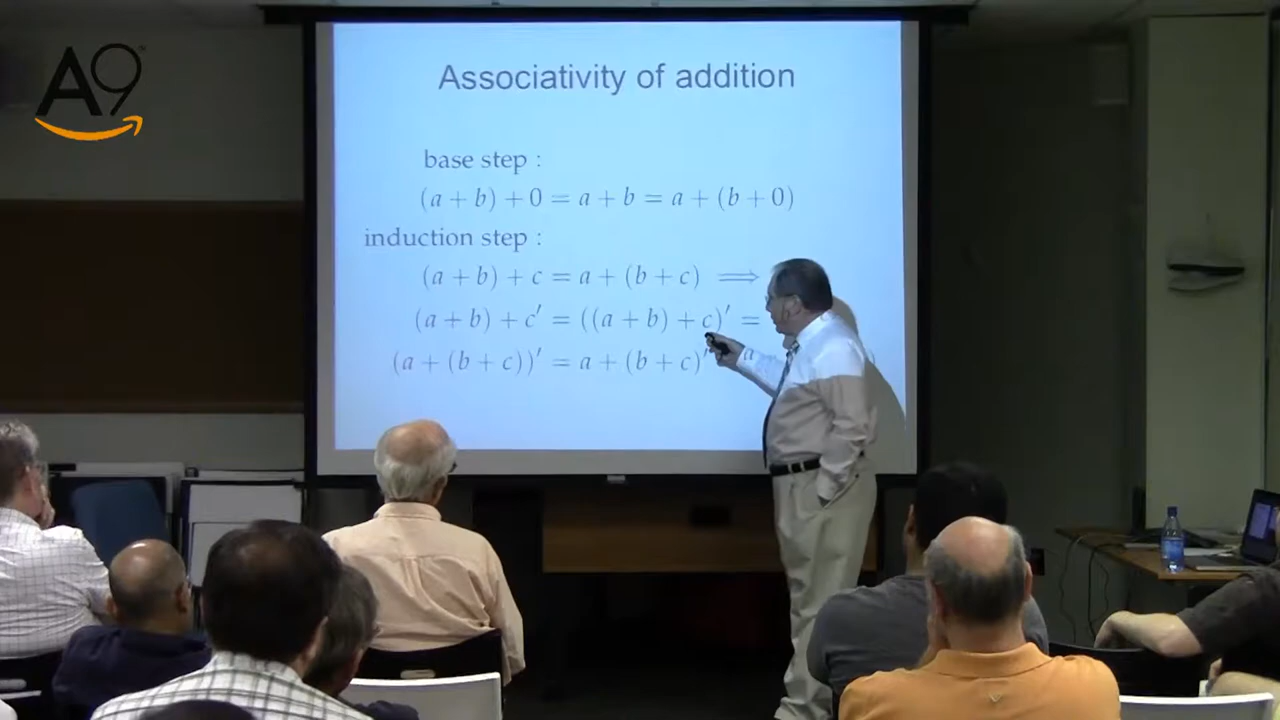 A9
Associativity of addition
base step :
(a + b) + 0 = a + b = a + (b + 0)
induction step :
(a + b) + c = a + (b + c) ⟹
(a + b) + c′ = ((a + b) + c)′ =
(a + (b + c))′ = a + (b + c)′ a